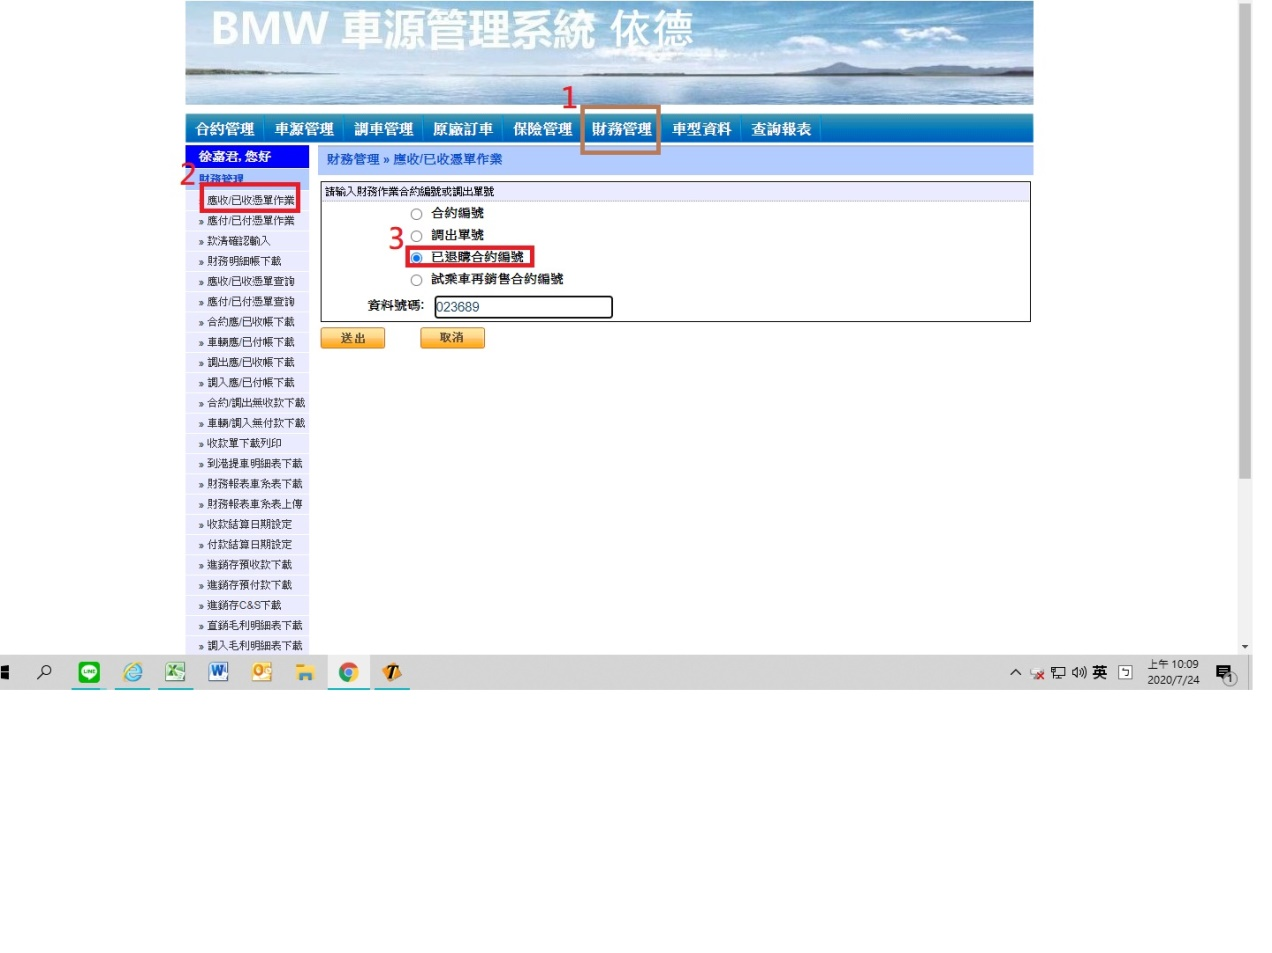 BMW 車源管理系統 依德
1
合約管理 車源管理 調車管理 原廠訂車 保險管理 財務管理 車型資料 查詢報表
徐嘉君, 您好
財務管理 » 應收/已收憑單作業
2
財務管理
» 應收/已收憑單作業
» 應付/已付憑單作業
» 款清確認輸入
» 財務明細帳下載
» 應收/已收憑單查詢
» 應付/已付憑單查詢
» 合約應/已收帳下載
» 車輛應/已付帳下載
» 調出應/已收帳下載
» 調入應/已付帳下載
» 合約/調出無收款下載
» 車輛/調入無付款下載
» 收款單下載列印
» 到港提車明細表下載
» 財務報表車系表下載
» 財務報表車系表上傳
» 收款結算日期設定
» 付款結算日期設定
» 進銷存預收款下載
» 進銷存預付款下載
» 進銷存C&S下載
» 直銷毛利明細表下載
» 調入毛利明細表下載
請輸入財務作業合約編號或調出單號
合約編號
調出單號
3
已退購合約編號
試乘車再銷售合約編號
資料號碼: 023689
送出 取消
LINE
英
ㄅ
上午 10:09
2020/7/24
1